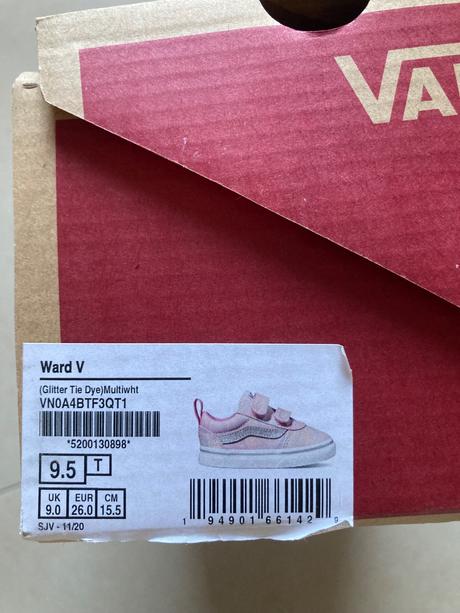 VA
Ward V
(Glitter Tie Dye)Multiwht
VN0A4BTF3QT1
*5200130898*
9.5 T
UK EUR CM
9.0 26.0 15.5
SJV - 11/20
1 94901 66142 9